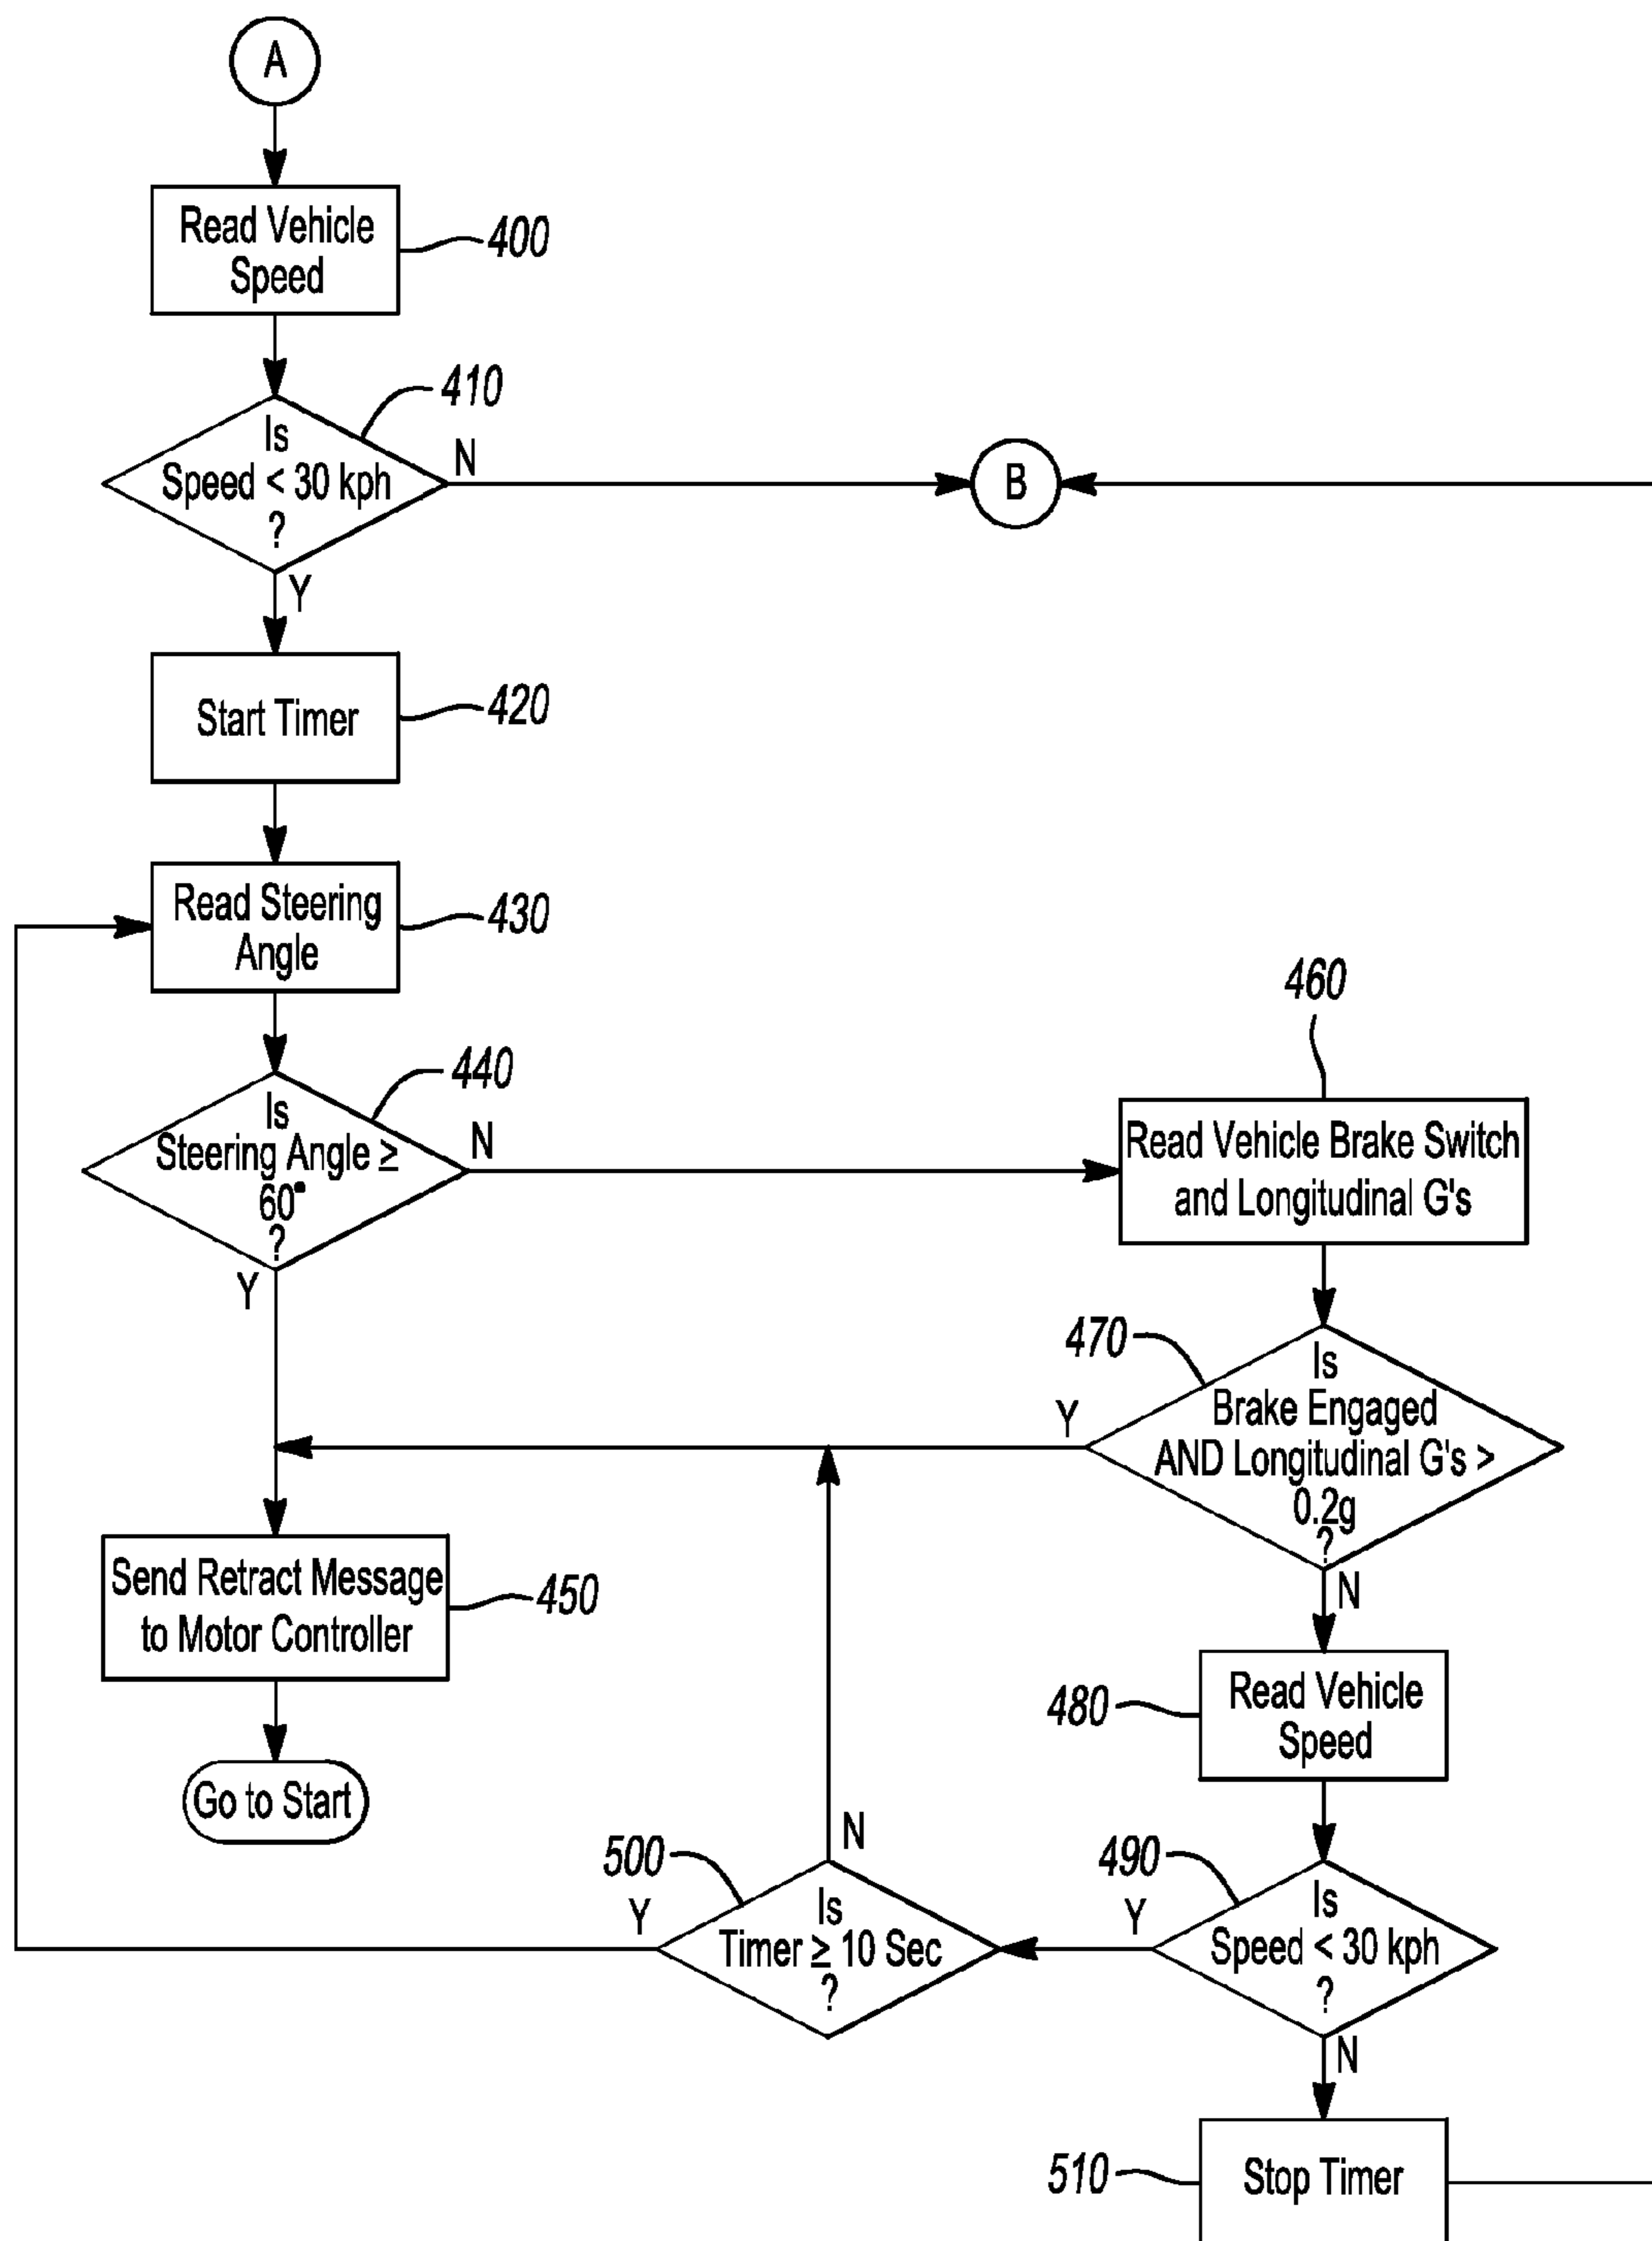 A
Read Vehicle
Speed
400
410
Is
Speed < 30 kph
?
N
B
Y
Start Timer
420
Read Steering
Angle
430
440
Is
Steering Angle ≥
60°
?
N
Y
460
Read Vehicle Brake Switch
and Longitudinal G's
470
Is
Brake Engaged
AND Longitudinal G's >
0.2g
?
Y
N
Send Retract Message
to Motor Controller
450
Go to Start
480
Read Vehicle
Speed
490
Is
Speed < 30 kph
?
Y
N
500
Is
Timer ≥ 10 Sec
?
N
Y
510
Stop Timer